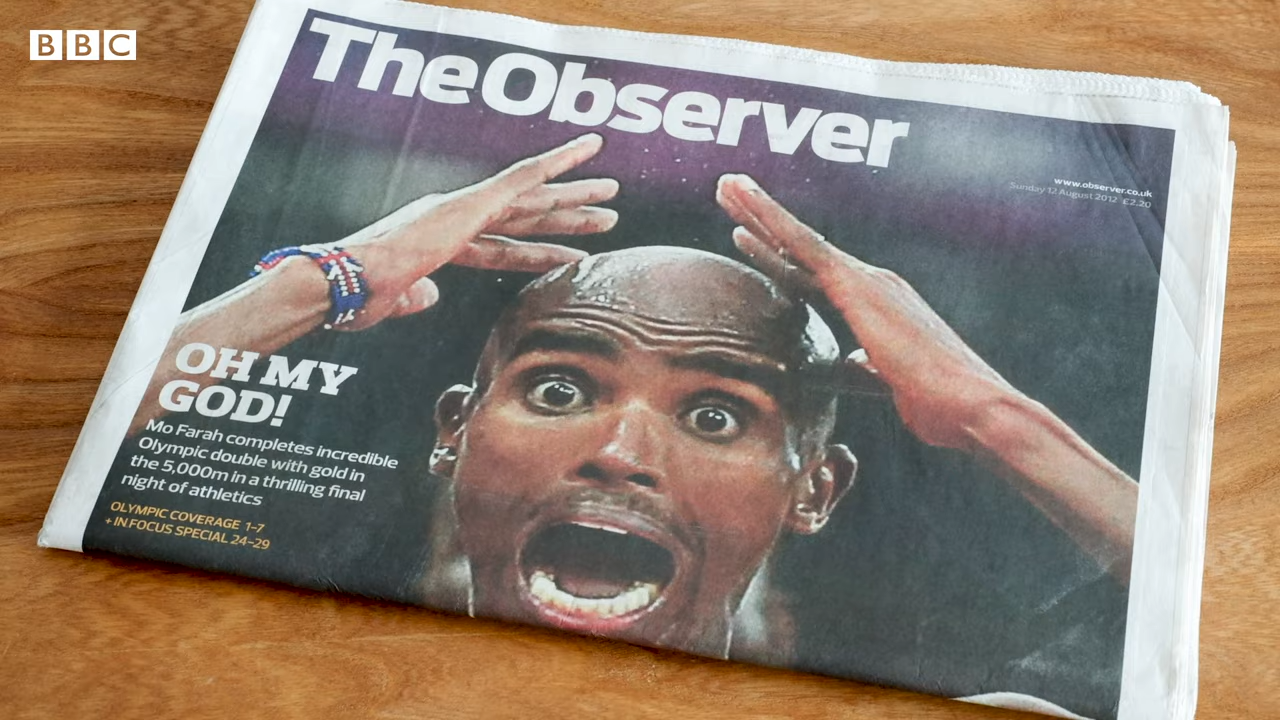 BBC
The Observer
www.observer.co.uk
Sunday 12 August 2012 £2.20
OH MY
GOD!
Mo Farah completes incredible
Olympic double with gold in
the 5,000m in a thrilling final
night of athletics
OLYMPIC COVERAGE 1-7
+ IN FOCUS SPECIAL 24-29